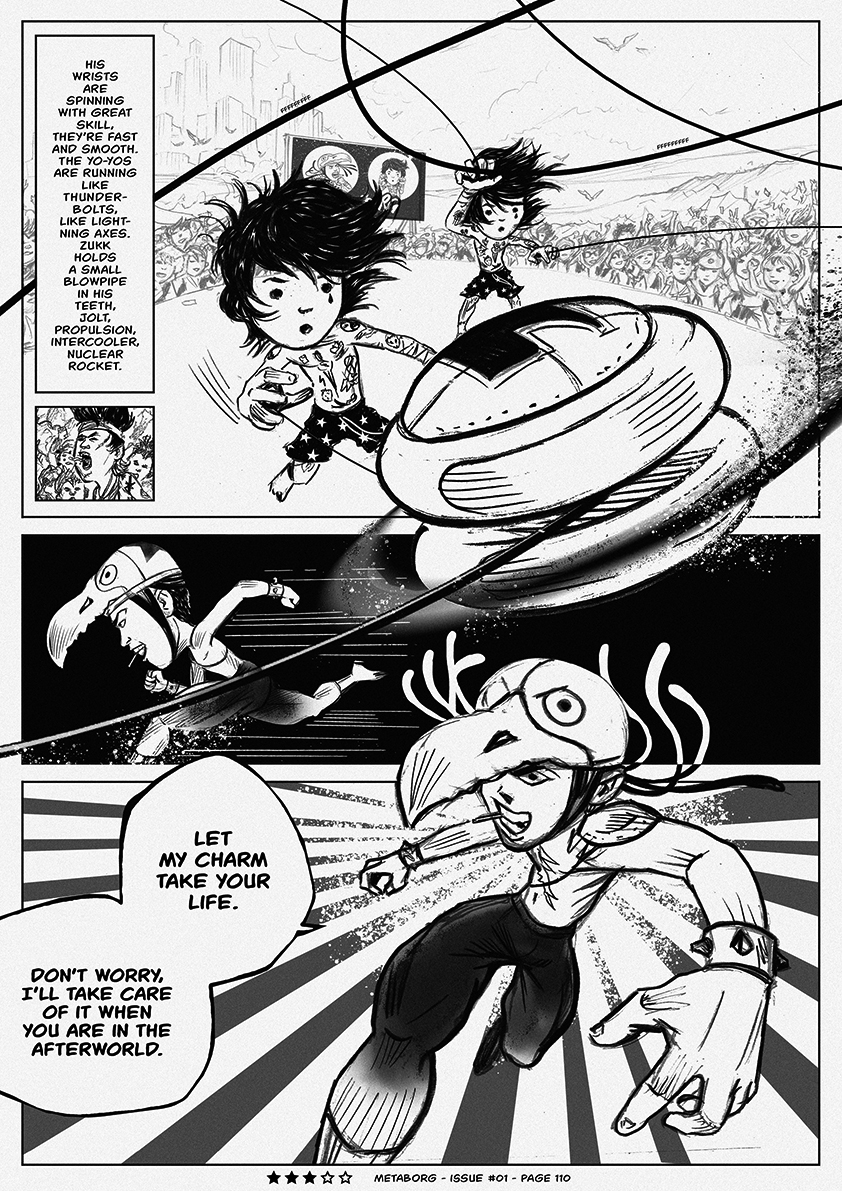 HIS
WRISTS
ARE
SPINNING
WITH GREAT
SKILL,
THEY'RE FAST
AND SMOOTH.
THE YO-YOS
ARE RUNNING
LIKE
THUNDER-
BOLTS,
LIKE LIGHT-
NING AXES.
ZUKK
HOLDS
A SMALL
BLOWPIPE
IN HIS
TEETH,
JOLT,
PROPULSION,
INTERCOOLER,
NUCLEAR
ROCKET.
FFFFFFFFF
FFFFFFFFF
LET
MY CHARM
TAKE YOUR
LIFE.
DON'T WORRY,
I'LL TAKE CARE
OF IT WHEN
YOU ARE IN THE
AFTERWORLD.
METABORG - ISSUE #01 - PAGE 110